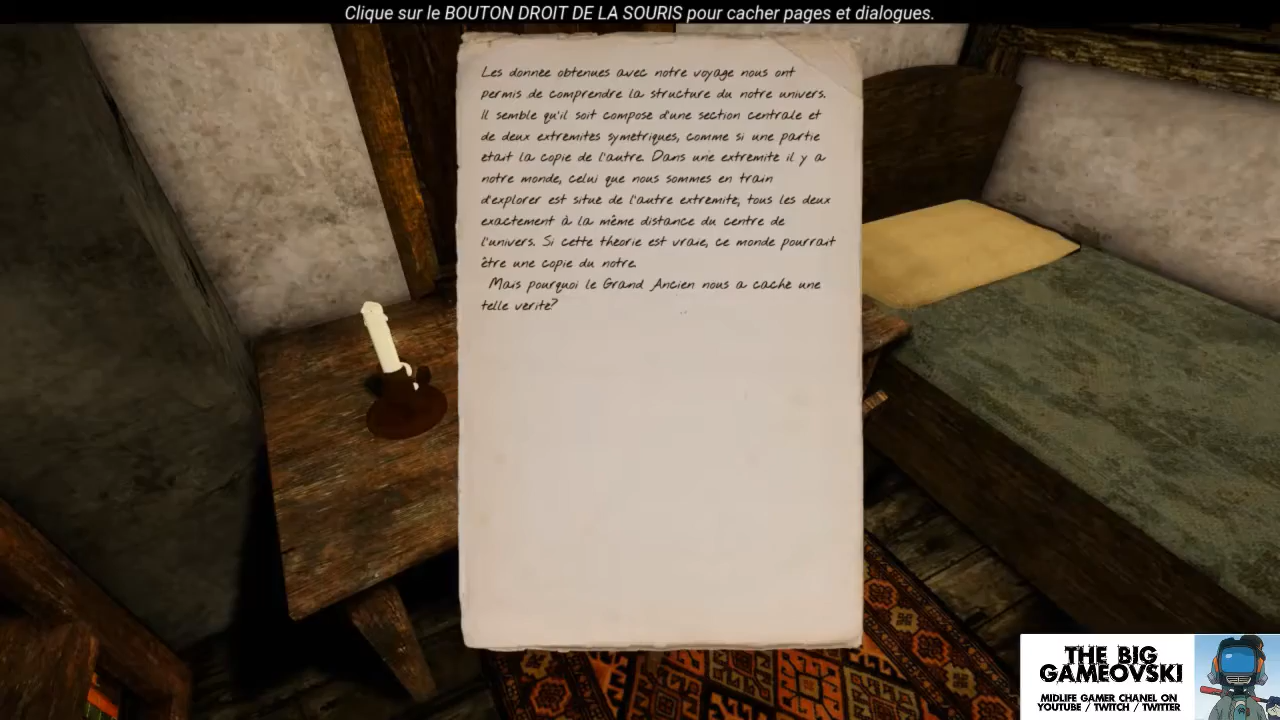 Clique sur le BOUTON DROIT DE LA SOURIS pour cacher pages et dialogues.
Les donnèe obtenues avec notre voyage nous ont
permis de comprendre la structure du notre univers.
Il semble qu'il soit compose d'une section centrale et
de deux extremites symetriques, comme si une partie
etait la copie de l'autre. Dans une extremite il y a
notre monde, celui que nous sommes en train
d'explorer est situe de l'autre extremite, tous les deux
exactement à la même distance du centre de
l'univers. Si cette theorie est vraie, ce monde pourrait
être une copie du notre.
Mais pourquoi le Grand Ancien nous a cache une
telle verite?
THE BIG
GAMEOVSKI
MIDLIFE GAMER CHANEL ON
YOUTUBE / TWITCH / TWITTER